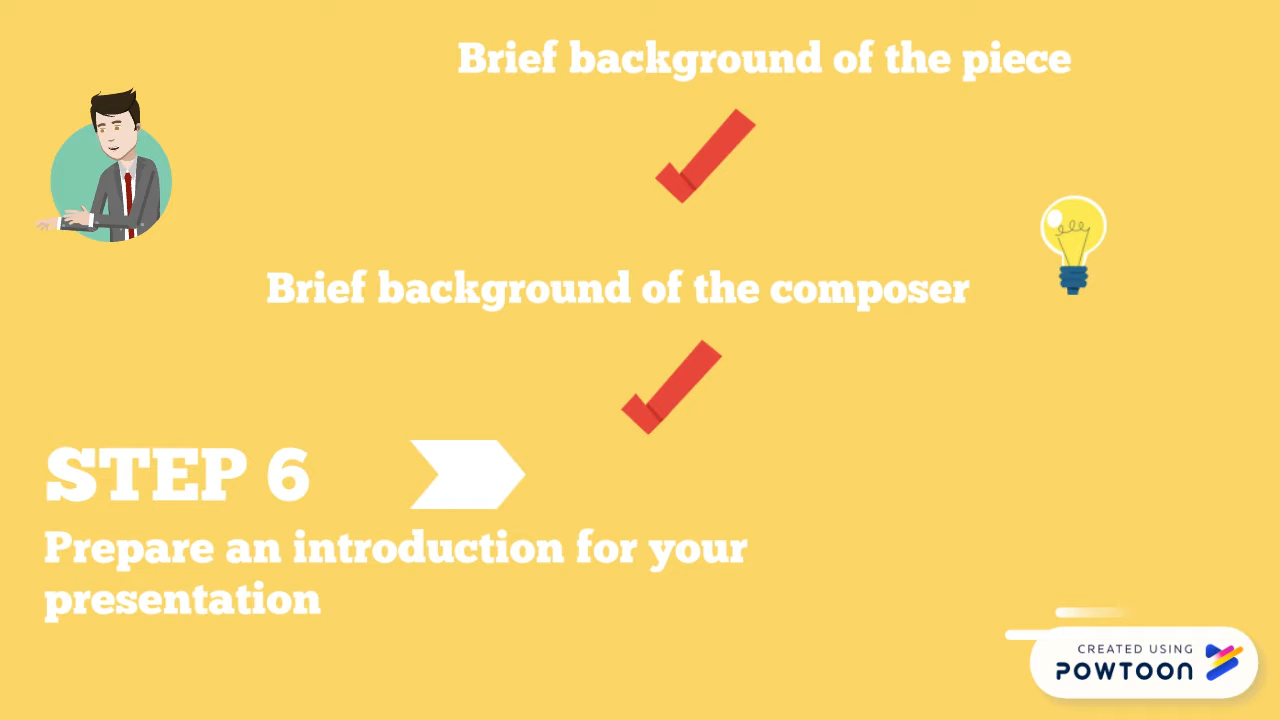 Brief background of the piece
Brief background of the composer
STEP 6
Prepare an introduction for your
presentation
CREATED USING
POWTOON